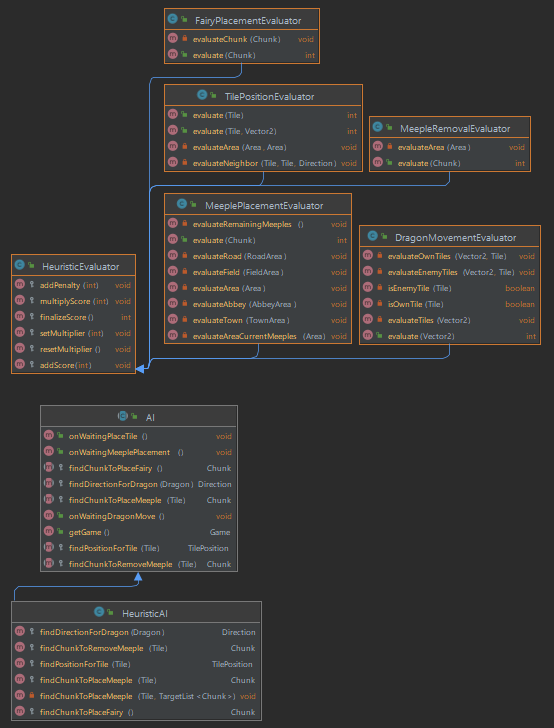 FairyPlacementEvaluator
evaluateChunk (Chunk) void
evaluate (Chunk) int
TilePositionEvaluator
evaluate (Tile) int
evaluate (Tile, Vector2) int
evaluateArea (Area, Area) void
evaluateNeighbor (Tile, Tile, Direction) void
MeepleRemovalEvaluator
evaluateArea (Area) void
evaluate (Chunk) int
MeeplePlacementEvaluator
evaluateRemainingMeeples () void
evaluate (Chunk) int
evaluateRoad (RoadArea) void
evaluateField (FieldArea) void
evaluateArea (Area) void
evaluateAbbey (AbbeyArea) void
evaluateTown (TownArea) void
evaluateAreaCurrentMeeples (Area) void
DragonMovementEvaluator
evaluateOwnTiles (Vector2, Tile) void
evaluateEnemyTiles (Vector2, Tile) void
isEnemyTile (Tile) boolean
isOwnTile (Tile) boolean
evaluateTiles (Vector2) void
evaluate (Vector2) int
HeuristicEvaluator
addPenalty (int) void
multiplyScore (int) void
finalizeScore () int
setMultiplier (int) void
resetMultiplier () void
addScore(int) void
AI
onWaitingPlaceTile () void
onWaitingMeeplePlacement () void
findChunkToPlaceFairy () Chunk
findDirectionForDragon (Dragon) Direction
findChunkToPlaceMeeple (Tile) Chunk
onWaitingDragonMove () void
getGame () Game
findPositionForTile (Tile) TilePosition
findChunkToRemoveMeeple (Tile) Chunk
HeuristicAI
findDirectionForDragon (Dragon) Direction
findChunkToRemoveMeeple (Tile) Chunk
findPositionForTile (Tile) TilePosition
findChunkToPlaceMeeple (Tile) Chunk
findChunkToPlaceMeeple (Tile, TargetList <Chunk>) void
findChunkToPlaceFairy () Chunk